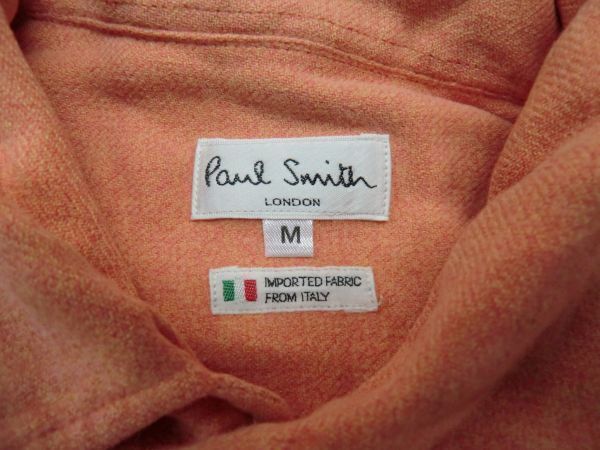 Paul Smith
LONDON
M
IMPORTED FABRIC
FROM ITALY